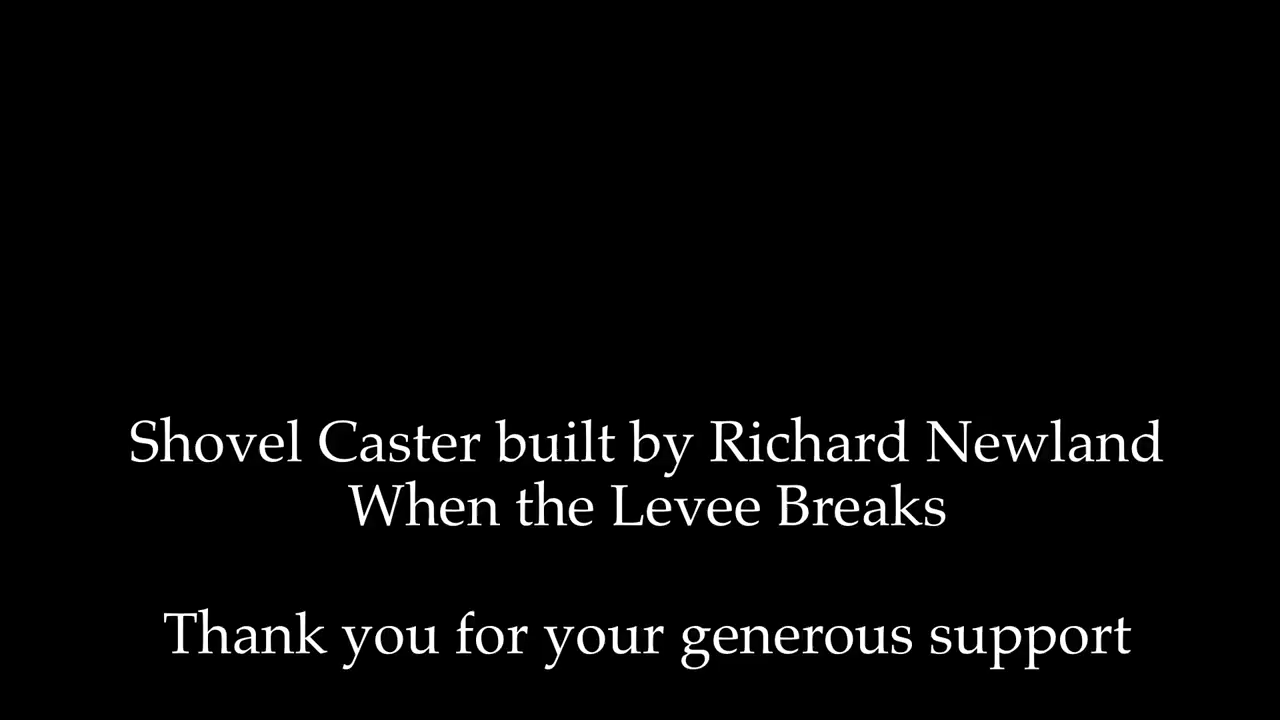 Shovel Caster built by Richard Newland
When the Levee Breaks
Thank you for your generous support